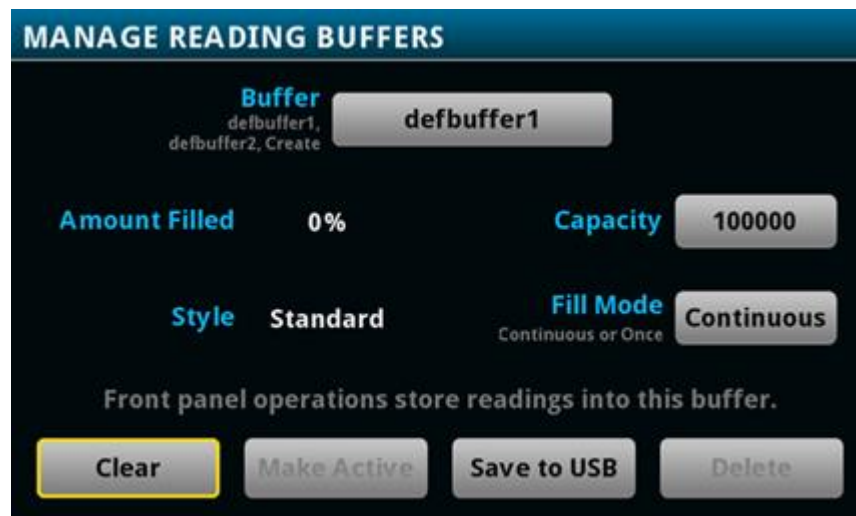 MANAGE READING BUFFERS
Buffer
defbuffer1,
defbuffer2, Create
defbuffer1
Amount Filled
0%
Capacity
100000
Style
Standard
Fill Mode
Continuous or Once
Continuous
Front panel operations store readings into this buffer.
Clear
Make Active
Save to USB
Delete